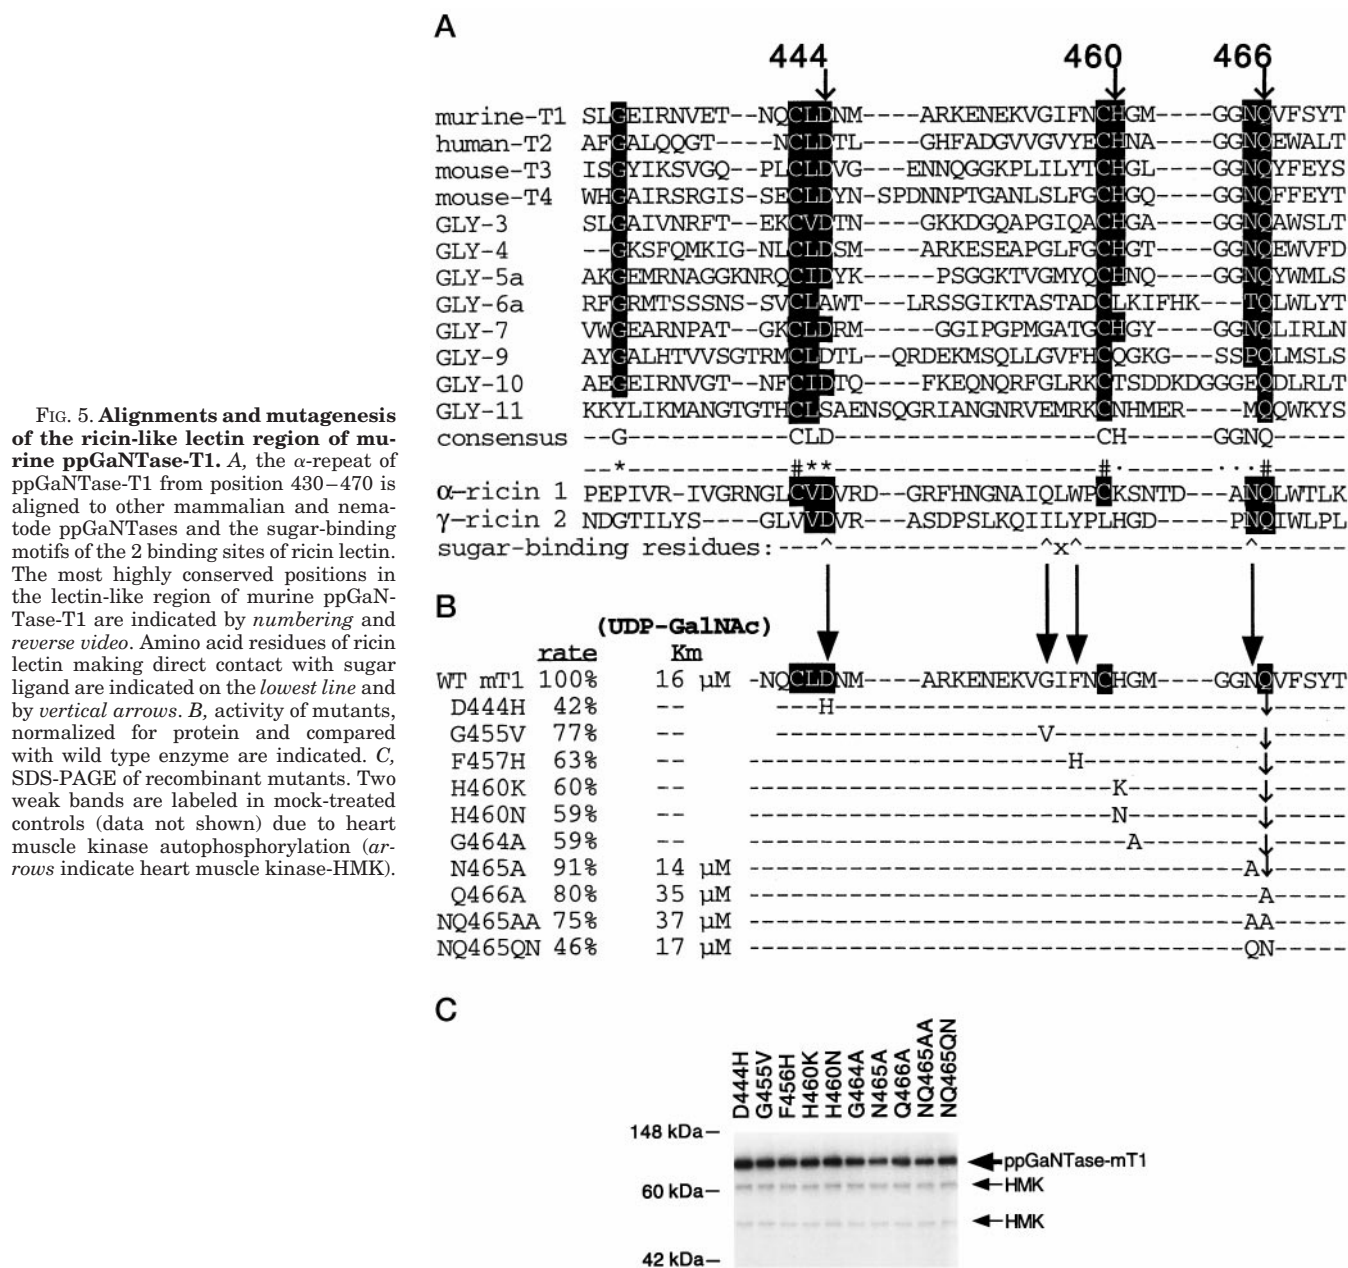 FIG. 5. Alignments and mutagenesis
of the ricin-like lectin region of mu-
rine ppGaNTase-T1. A, the α-repeat of
ppGaNTase-T1 from position 430–470 is
aligned to other mammalian and nema-
tode ppGaNTases and the sugar-binding
motifs of the 2 binding sites of ricin lectin.
The most highly conserved positions in
the lectin-like region of murine ppGaN-
Tase-T1 are indicated by numbering and
reverse video. Amino acid residues of ricin
lectin making direct contact with sugar
ligand are indicated on the lowest line and
by vertical arrows. B, activity of mutants,
normalized for protein and compared
with wild type enzyme are indicated. C,
SDS-PAGE of recombinant mutants. Two
weak bands are labeled in mock-treated
controls (data not shown) due to heart
muscle kinase autophosphorylation (ar-
rows indicate heart muscle kinase-HMK).
A
444 460 466
murine-T1 SLGEIRNVET--NQCLDNM-----ARKENEKVGIFNCHGM----GGNQVFSYT
human-T2 AFGALQQGT---NCLDTL------GHFADGVVGVYECHNA----GGNQEWALT
mouse-T3 ISGYIKSVGQ--PLCLDVG----ENNQGGKPLILYTCHGL----GGNQYFEYS
mouse-T4 WHGAIRSRGIS-SECLDYN-SPDNNPTGANLSLFGCHGQ----GGNQFFEYT
GLY-3 SLGAIVNRFT--EKCVDTN-----GKKDGQAPGIQACHGA----GGNQAWSLT
GLY-4 --GKSFQMKIG-NLCLDSM-----ARKESEAPGLFGCHGT----GGNQEWVFD
GLY-5a AKGEMRNAGGKNRQCIDYK------PSGGKTVGMYQCHNQ----GGNQYWMLS
GLY-6a RFGRMTSSSNS-SVCLAWT---LRSSGIKTASTADCLKIFHK---TQLWLYT
GLY-7 VWGEARNPAT--GKCLDRM------GGIPGPMGATGCHGY----GGNQLIRLN
GLY-9 AYGALHTVVSGTRMCLDTL---QRDEKMSQLLGVFHCQGKG---SSPQLMSLS
GLY-10 AEGEIRNVGT--NFCIDTQ-----FKEQNQRFGLRKCTSDDKDGGGEQDLRLT
GLY-11 KKYLIKMANGTGTHCLSAENSQGRIANGNRVEMRKCNHMER----MQQWKYS
consensus --G-----------CLD------------------CH------GGNQ-----
--*-----------#**------------------#·------···#-----
α-ricin 1 PEPIVR-IVGRNGLCVDVRD---GRFHNGNAIQLWPCKSNTD---ANQLWTLK
γ-ricin 2 NDGTILYS----GLVVDVR----ASDPSLKQIILYPLHGD-----PNQIWLPL
sugar-binding residues:---^--------------^x^-----------^------
B
(UDP-GalNAc)
rate Km
WT mT1 100% 16 µM -NQCLDNM-----ARKENEKVGIFNCHGM----GGNQVFSYT
D444H 42% -- -----H-----------------------------------
G455V 77% -- --------------------V--------------------
F457H 63% -- ----------------------H------------------
H460K 60% -- -------------------------K---------------
H460N 59% -- -------------------------N---------------
G464A 59% -- --------------------------A--------------
N465A 91% 14 µM ----------------------------------A------
Q466A 80% 35 µM -----------------------------------A-----
NQ465AA 75% 37 µM ----------------------------------AA-----
NQ465QN 46% 17 µM ----------------------------------QN-----
C
D444H
G455V
F456H
H460K
H460N
G464A
N465A
Q466A
NQ465AA
NQ465QN
148 kDa–
ppGaNTase-mT1
HMK
60 kDa–
HMK
42 kDa–